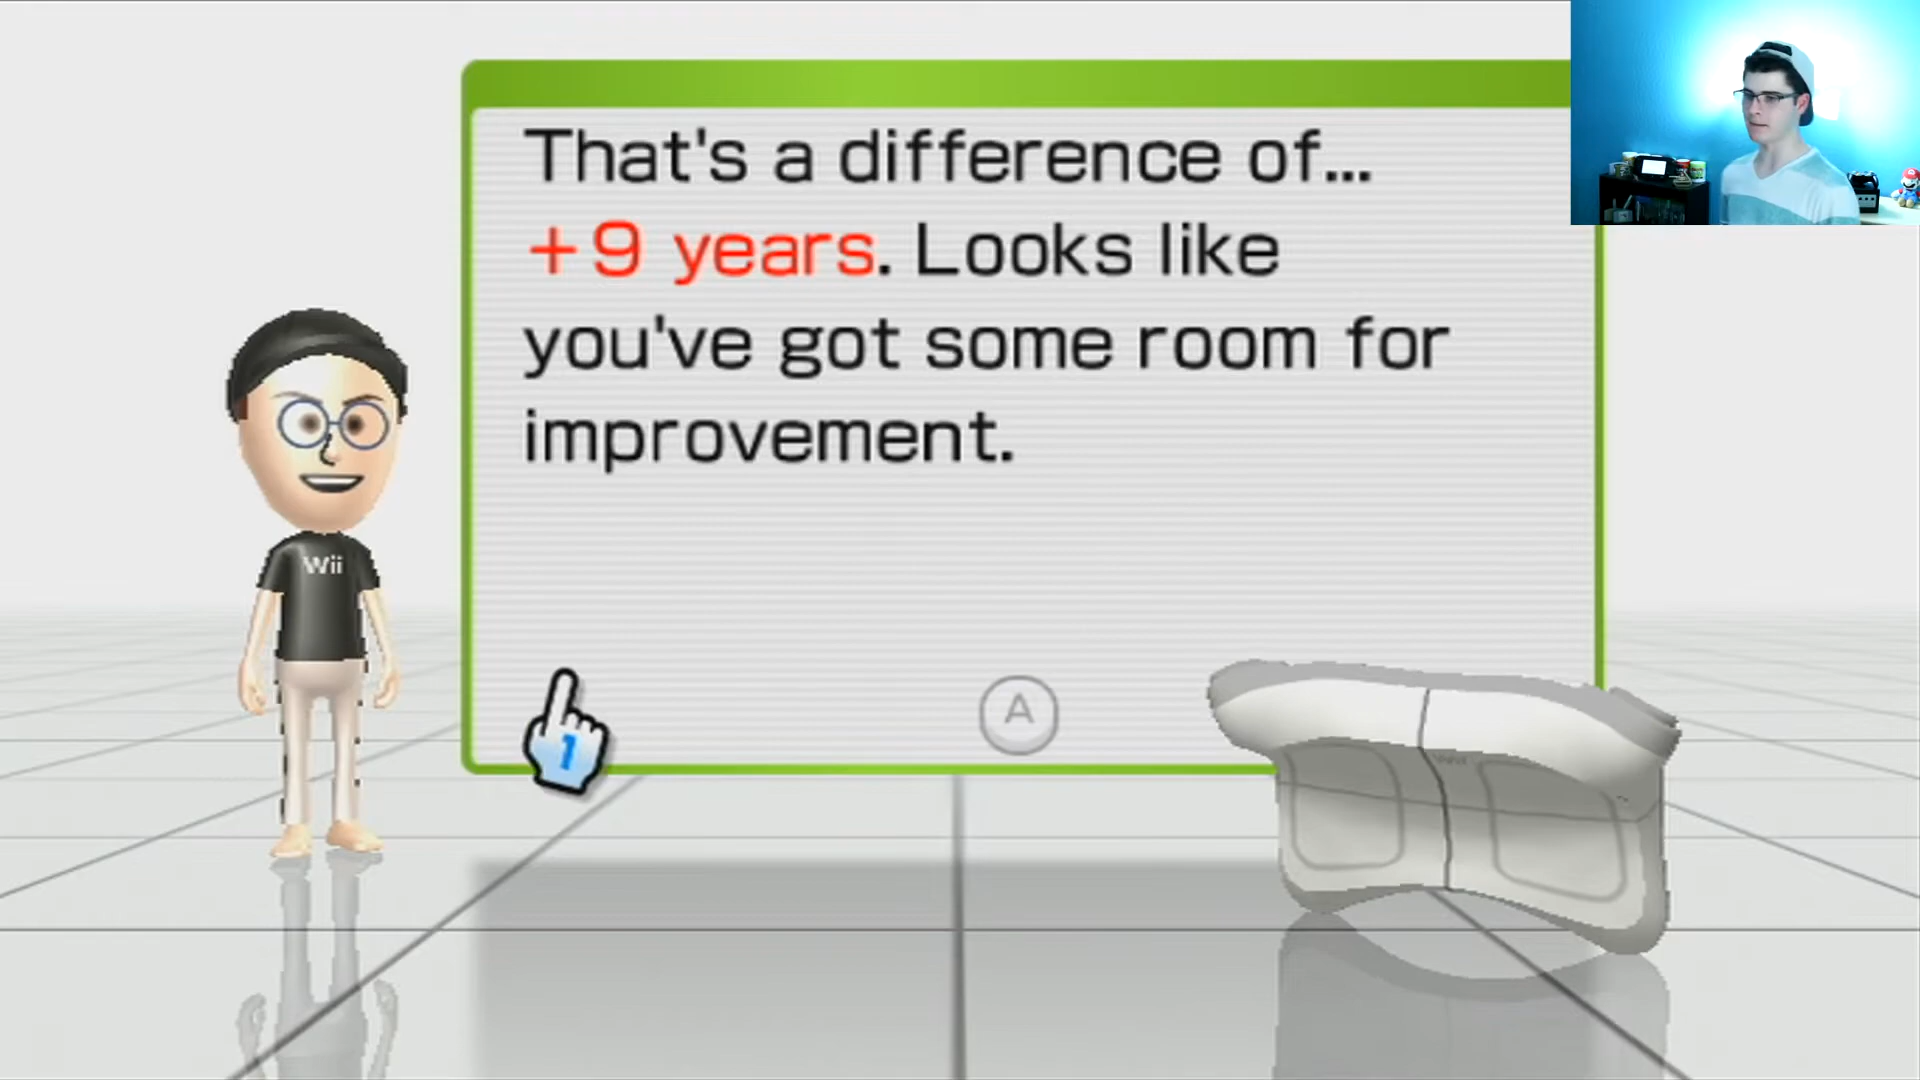 That's a difference of...
+9 years. Looks like
you've got some room for
improvement.
Wii
1
A